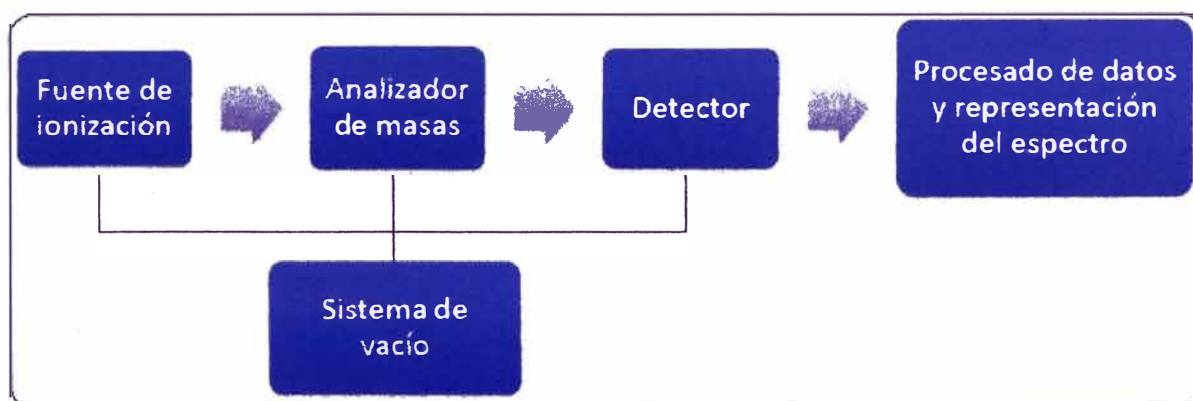 Fuente de
ionización
Analizador
de masas
Detector
Procesado de datos
y representación
del espectro
Sistema de
vacío